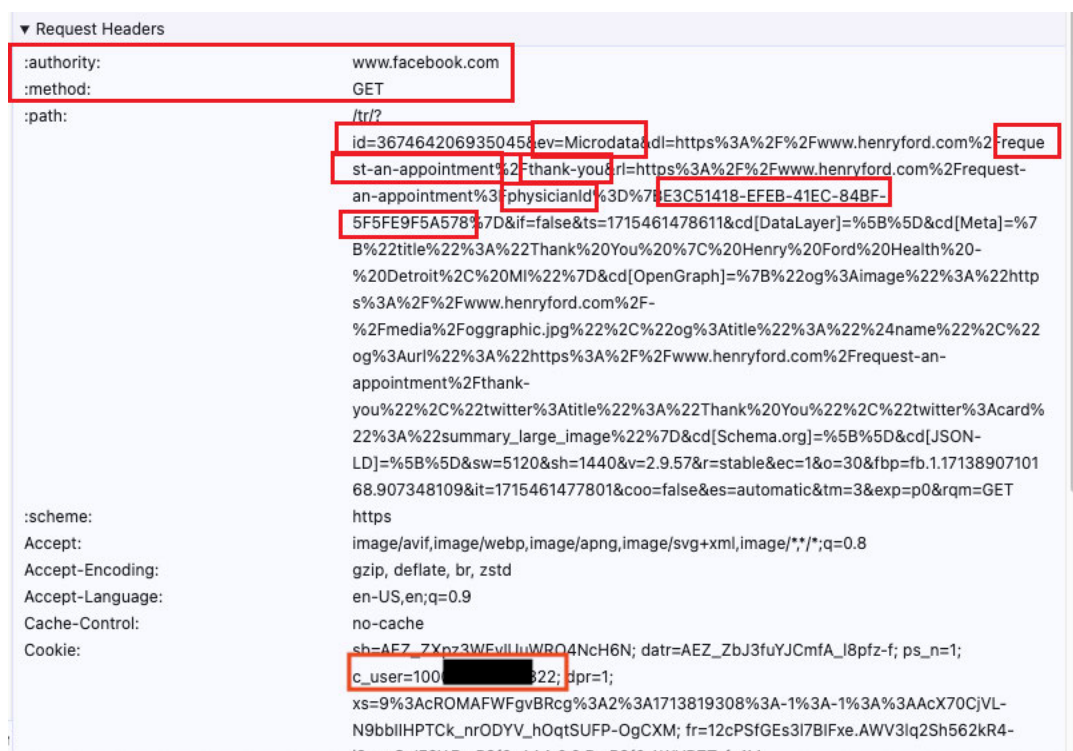 ▼ Request Headers
:authority: www.facebook.com
:method: GET
:path: /tr/?
id=367464206935045&ev=Microdata&dl=https%3A%2F%2Fwww.henryford.com%2Freque
st-an-appointment%2Fthank-you&rl=https%3A%2F%2Fwww.henryford.com%2Frequest-
an-appointment%3FphysicianId%3D%7BE3C51418-EFEB-41EC-84BF-
5F5FE9F5A578%7D&if=false&ts=1715461478611&cd[DataLayer]=%5B%5D&cd[Meta]=%7
B%22title%22%3A%22Thank%20You%20%7C%20Henry%20Ford%20Health%20-
%20Detroit%2C%20MI%22%7D&cd[OpenGraph]=%7B%22og%3Aimage%22%3A%22http
s%3A%2F%2Fwww.henryford.com%2F-
%2Fmedia%2Foggraphic.jpg%22%2C%22og%3Atitle%22%3A%22%24name%22%2C%22
og%3Aurl%22%3A%22https%3A%2F%2Fwww.henryford.com%2Frequest-an-
appointment%2Fthank-
you%22%2C%22twitter%3Atitle%22%3A%22Thank%20You%22%2C%22twitter%3Acard%
22%3A%22summary_large_image%22%7D&cd[Schema.org]=%5B%5D&cd[JSON-
LD]=%5B%5D&sw=5120&sh=1440&v=2.9.57&r=stable&ec=1&o=30&fbp=fb.1.17138907101
68.907348109&it=1715461477801&coo=false&es=automatic&tm=3&exp=p0&rqm=GET
:scheme: https
Accept: image/avif,image/webp,image/apng,image/svg+xml,image/*,*/*;q=0.8
Accept-Encoding: gzip, deflate, br, zstd
Accept-Language: en-US,en;q=0.9
Cache-Control: no-cache
Cookie: datr=AEZ_ZbJ3fuYJCmfA_I8pfz-f; ps_n=1;
c_user=100 322; dpr=1;
xs=9%3AcROMAFWFgvBRcg%3A2%3A1713819308%3A-1%3A-1%3A%3AAcX70CjVL-
N9bblIHPTCk_nrODYV_hOqtSUFP-OgCXM; fr=12cPSfGEs3l7BlFxe.AWV3lq2Sh562kR4-